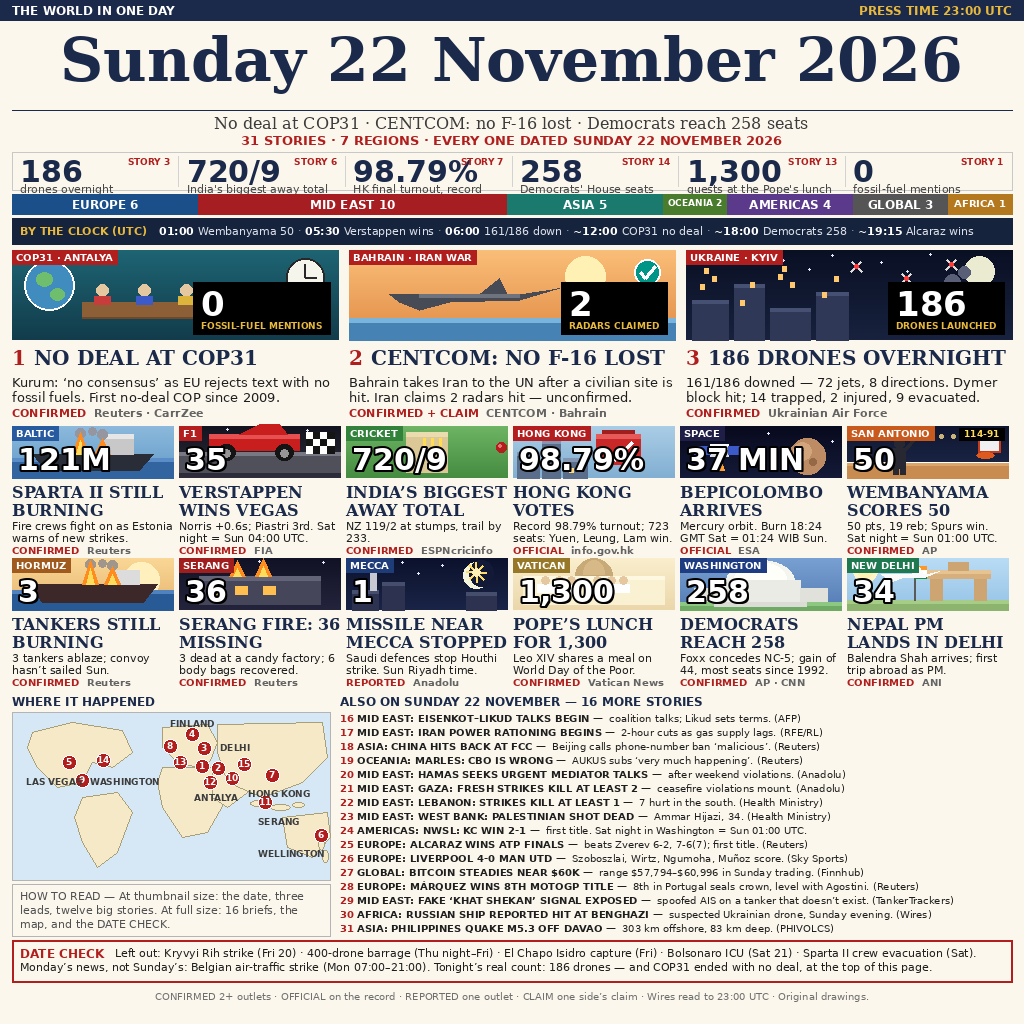 THE WORLD IN ONE DAY
PRESS TIME 23:00 UTC
Sunday 22 November 2026
No deal at COP31 · CENTCOM: no F-16 lost · Democrats reach 258 seats
31 STORIES · 7 REGIONS · EVERY ONE DATED SUNDAY 22 NOVEMBER 2026
186 STORY 3
drones overnight
720/9 STORY 6
India's biggest away total
98.79% STORY 7
HK final turnout, record
258 STORY 14
Democrats' House seats
1,300 STORY 13
guests at the Pope's lunch
0 STORY 1
fossil-fuel mentions
EUROPE 6
MID EAST 10
ASIA 5
OCEANIA 2
AMERICAS 4
GLOBAL 3
AFRICA 1
BY THE CLOCK (UTC) 01:00 Wembanyama 50 · 05:30 Verstappen wins · 06:00 161/186 down · ~12:00 COP31 no deal · ~18:00 Democrats 258 · ~19:15 Alcaraz wins
COP31 · ANTALYA
0
FOSSIL-FUEL MENTIONS
1 NO DEAL AT COP31
Kurum: ‘no consensus’ as EU rejects text with no
fossil fuels. First no-deal COP since 2009.
CONFIRMED Reuters · CarrZee
BAHRAIN · IRAN WAR
2
RADARS CLAIMED
2 CENTCOM: NO F-16 LOST
Bahrain takes Iran to the UN after a civilian site is
hit. Iran claims 2 radars hit — unconfirmed.
CONFIRMED + CLAIM CENTCOM · Bahrain
UKRAINE · KYIV
186
DRONES LAUNCHED
3 186 DRONES OVERNIGHT
161/186 downed — 72 jets, 8 directions. Dymer
block hit; 14 trapped, 2 injured, 9 evacuated.
CONFIRMED Ukrainian Air Force
BALTIC
121M
SPARTA II STILL
BURNING
Fire crews fight on as Estonia
warns of new strikes.
CONFIRMED Reuters
F1
35
VERSTAPPEN
WINS VEGAS
Norris +0.6s; Piastri 3rd. Sat
night = Sun 04:00 UTC.
CONFIRMED FIA
CRICKET
720/9
INDIA’S BIGGEST
AWAY TOTAL
NZ 119/2 at stumps, trail by
233.
CONFIRMED ESPNcricinfo
HONG KONG
98.79%
HONG KONG
VOTES
Record 98.79% turnout; 723
seats: Yuen, Leung, Lam win.
OFFICIAL info.gov.hk
SPACE
37 MIN
BEPICOLOMBO
ARRIVES
Mercury orbit. Burn 18:24
GMT Sat = 01:24 WIB Sun.
OFFICIAL ESA
SAN ANTONIO
114-91
50
WEMBANYAMA
SCORES 50
50 pts, 19 reb; Spurs win.
Sat night = Sun 01:00 UTC.
CONFIRMED AP
HORMUZ
3
TANKERS STILL
BURNING
3 tankers ablaze; convoy
hasn’t sailed Sun.
CONFIRMED Reuters
SERANG
36
SERANG FIRE: 36
MISSING
3 dead at a candy factory; 6
body bags recovered.
CONFIRMED Reuters
MECCA
1
MISSILE NEAR
MECCA STOPPED
Saudi defences stop Houthi
strike. Sun Riyadh time.
REPORTED Anadolu
VATICAN
1,300
POPE’S LUNCH
FOR 1,300
Leo XIV shares a meal on
World Day of the Poor.
CONFIRMED Vatican News
WASHINGTON
258
DEMOCRATS
REACH 258
Foxx concedes NC-5; gain of
44, most seats since 1992.
CONFIRMED AP · CNN
NEW DELHI
34
NEPAL PM
LANDS IN DELHI
Balendra Shah arrives; first
trip abroad as PM.
CONFIRMED ANI
WHERE IT HAPPENED
FINLAND
4
8
3
DELHI
5
14
13
1
2
15
LAS VEGAS
9
WASHINGTON
12
10
7
ANTALYA
HONG KONG
11
SERANG
6
WELLINGTON
HOW TO READ — At thumbnail size: the date, three
leads, twelve big stories. At full size: 16 briefs, the
map, and the DATE CHECK.
ALSO ON SUNDAY 22 NOVEMBER — 16 MORE STORIES
16 MID EAST: EISENKOT–LIKUD TALKS BEGIN — coalition talks; Likud sets terms. (AFP)
17 MID EAST: IRAN POWER RATIONING BEGINS — 2-hour cuts as gas supply lags. (RFE/RL)
18 ASIA: CHINA HITS BACK AT FCC — Beijing calls phone-number ban ‘malicious’. (Reuters)
19 OCEANIA: MARLES: CBO IS WRONG — AUKUS subs ‘very much happening’. (Reuters)
20 MID EAST: HAMAS SEEKS URGENT MEDIATOR TALKS — after weekend violations. (Anadolu)
21 MID EAST: GAZA: FRESH STRIKES KILL AT LEAST 2 — ceasefire violations mount. (Anadolu)
22 MID EAST: LEBANON: STRIKES KILL AT LEAST 1 — 7 hurt in the south. (Health Ministry)
23 MID EAST: WEST BANK: PALESTINIAN SHOT DEAD — Ammar Hijazi, 34. (Health Ministry)
24 AMERICAS: NWSL: KC WIN 2-1 — first title. Sat night in Washington = Sun 01:00 UTC.
25 EUROPE: ALCARAZ WINS ATP FINALS — beats Zverev 6-2, 7-6(7); first title. (Reuters)
26 EUROPE: LIVERPOOL 4-0 MAN UTD — Szoboszlai, Wirtz, Ngumoha, Muñoz score. (Sky Sports)
27 GLOBAL: BITCOIN STEADIES NEAR $60K — range $57,794–$60,996 in Sunday trading. (Finnhub)
28 EUROPE: MÁRQUEZ WINS 8TH MOTOGP TITLE — 8th in Portugal seals crown, level with Agostini. (Reuters)
29 MID EAST: FAKE ‘KHAT SHEKAN’ SIGNAL EXPOSED — spoofed AIS on a tanker that doesn’t exist. (TankerTrackers)
30 AFRICA: RUSSIAN SHIP REPORTED HIT AT BENGHAZI — suspected Ukrainian drone, Sunday evening. (Wires)
31 ASIA: PHILIPPINES QUAKE M5.3 OFF DAVAO — 303 km offshore, 83 km deep. (PHIVOLCS)
DATE CHECK Left out: Kryvyi Rih strike (Fri 20) · 400-drone barrage (Thu night–Fri) · El Chapo Isidro capture (Fri) · Bolsonaro ICU (Sat 21) · Sparta II crew evacuation (Sat).
Monday’s news, not Sunday’s: Belgian air-traffic strike (Mon 07:00–21:00). Tonight’s real count: 186 drones — and COP31 ended with no deal, at the top of this page.
CONFIRMED 2+ outlets · OFFICIAL on the record · REPORTED one outlet · CLAIM one side’s claim · Wires read to 23:00 UTC · Original drawings.